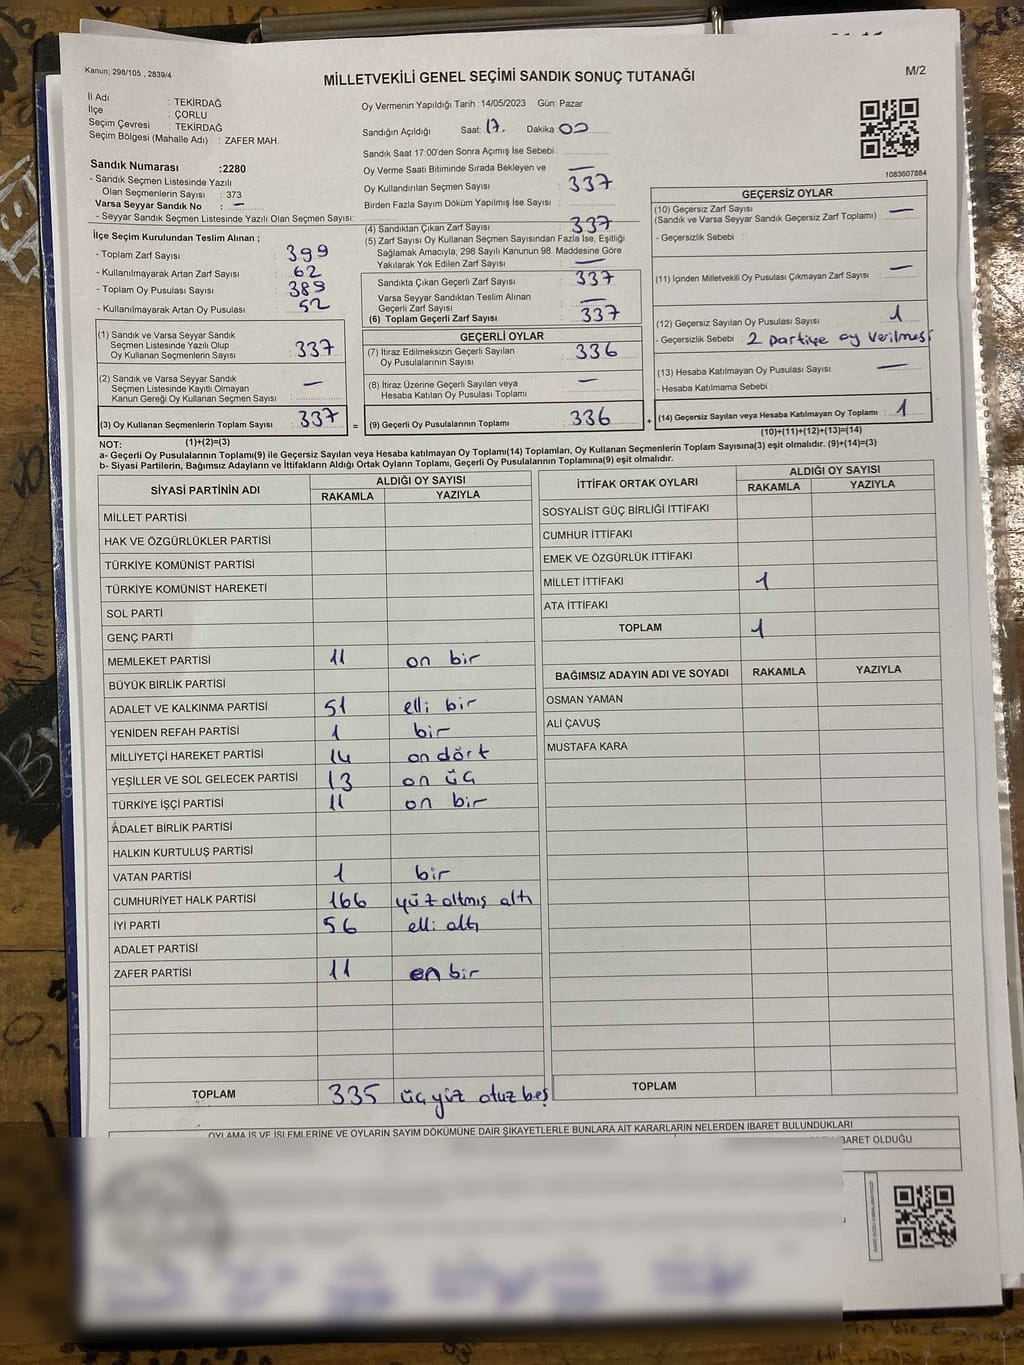 Kanun; 298/105 , 2839/4
MİLLETVEKİLİ GENEL SEÇİMİ SANDIK SONUÇ TUTANAĞI
M/2
İl Adı : TEKİRDAĞ
İlçe : ÇORLU
Seçim Çevresi : TEKİRDAĞ
Seçim Bölgesi (Mahalle Adı) : ZAFER MAH.
Oy Vermenin Yapıldığı Tarih :14/05/2023 Gün: Pazar
Sandığın Açıldığı Saat: 17. Dakika 00
Sandık Saat 17:00'den Sonra Açımış İse Sebebi:
Sandık Numarası :2280
- Sandık Seçmen Listesinde Yazılı
Olan Seçmenlerin Sayısı : 373
Varsa Seyyar Sandık No : —
- Seyyar Sandık Seçmen Listesinde Yazılı Olan Seçmen Sayısı:
Oy Verme Saati Bitiminde Sırada Bekleyen ve —
Oy Kullandırılan Seçmen Sayısı : 337
Birden Fazla Sayım Döküm Yapılmış İse Sayısı :
1083607884
İlçe Seçim Kurulundan Teslim Alınan ;
- Toplam Zarf Sayısı : 399
- Kullanılmayarak Artan Zarf Sayısı : 62
- Toplam Oy Pusulası Sayısı : 389
- Kullanılmayarak Artan Oy Pusulası : 52
(4) Sandıktan Çıkan Zarf Sayısı : 337
(5) Zarf Sayısı Oy Kullanan Seçmen Sayısından Fazla İse, Eşitliği
Sağlamak Amacıyla; 298 Sayılı Kanunun 98. Maddesine Göre
Yakılarak Yok Edilen Zarf Sayısı : —
Sandıkta Çıkan Geçerli Zarf Sayısı : 337
Varsa Seyyar Sandıktan Teslim Alınan
Geçerli Zarf Sayısı : —
(6) Toplam Geçerli Zarf Sayısı : 337
GEÇERSİZ OYLAR
(10) Geçersiz Zarf Sayısı
(Sandık ve Varsa Seyyar Sandık Geçersiz Zarf Toplamı) : —
- Geçersizlik Sebebi :
(11) İçinden Milletvekili Oy Pusulası Çıkmayan Zarf Sayısı : —
(12) Geçersiz Sayılan Oy Pusulası Sayısı : 1
- Geçersizlik Sebebi : 2 partiye oy verilmesi
(13) Hesaba Katılmayan Oy Pusulası Sayısı : —
- Hesaba Katılmama Sebebi :
(14) Geçersiz Sayılan veya Hesaba Katılmayan Oy Toplamı : 1
(10)+(11)+(12)+(13)=(14)
(1) Sandık ve Varsa Seyyar Sandık
Seçmen Listesinde Yazılı Olup
Oy Kullanan Seçmenlerin Sayısı : 337
(2) Sandık ve Varsa Seyyar Sandık
Seçmen Listesinde Kayıtlı Olmayan
Kanun Gereği Oy Kullanan Seçmen Sayısı : —
(3) Oy Kullanan Seçmenlerin Toplam Sayısı : 337 =
(1)+(2)=(3)
GEÇERLİ OYLAR
(7) İtiraz Edilmeksizin Geçerli Sayılan
Oy Pusulalarının Sayısı : 336
(8) İtiraz Üzerine Geçerli Sayılan veya
Hesaba Katılan Oy Pusulası Toplamı : —
(9) Geçerli Oy Pusulalarının Toplamı : 336 +
NOT:
a- Geçerli Oy Pusulalarının Toplamı(9) ile Geçersiz Sayılan veya Hesaba katılmayan Oy Toplamı(14) Toplamları, Oy Kullanan Seçmenlerin Toplam Sayısına(3) eşit olmalıdır. (9)+(14)=(3)
b- Siyasi Partilerin, Bağımsız Adayların ve İttifakların Aldığı Ortak Oyların Toplamı, Geçerli Oy Pusulalarının Toplamına(9) eşit olmalıdır.
SİYASİ PARTİNİN ADI
ALDIĞI OY SAYISI
RAKAMLA YAZIYLA
MİLLET PARTİSİ
HAK VE ÖZGÜRLÜKLER PARTİSİ
TÜRKİYE KOMÜNİST PARTİSİ
TÜRKİYE KOMÜNİST HAREKETİ
SOL PARTİ
GENÇ PARTİ
MEMLEKET PARTİSİ 11 on bir
BÜYÜK BİRLİK PARTİSİ
ADALET VE KALKINMA PARTİSİ 51 elli bir
YENİDEN REFAH PARTİSİ 1 bir
MİLLİYETÇİ HAREKET PARTİSİ 14 on dört
YEŞİLLER VE SOL GELECEK PARTİSİ 13 on üç
TÜRKİYE İŞÇİ PARTİSİ 11 on bir
ADALET BİRLİK PARTİSİ
HALKIN KURTULUŞ PARTİSİ
VATAN PARTİSİ 1 bir
CUMHURİYET HALK PARTİSİ 166 yüz altmış altı
İYİ PARTİ 56 elli altı
ADALET PARTİSİ
ZAFER PARTİSİ 11 on bir
TOPLAM 335 üç yüz otuz beş
İTTİFAK ORTAK OYLARI
ALDIĞI OY SAYISI
RAKAMLA YAZIYLA
SOSYALİST GÜÇ BİRLİĞİ İTTİFAKI
CUMHUR İTTİFAKI
EMEK VE ÖZGÜRLÜK İTTİFAKI
MİLLET İTTİFAKI 1
ATA İTTİFAKI
TOPLAM 1
BAĞIMSIZ ADAYIN ADI VE SOYADI RAKAMLA YAZIYLA
OSMAN YAMAN
ALİ ÇAVUŞ
MUSTAFA KARA
TOPLAM
OYLAMA İŞ VE İŞLEMLERİNE VE OYLARIN SAYIM DÖKÜMÜNE DAİR ŞİKAYETLERLE BUNLARA AİT KARARLARIN NELERDEN İBARET BULUNDUKLARI
İBARET OLDUĞU